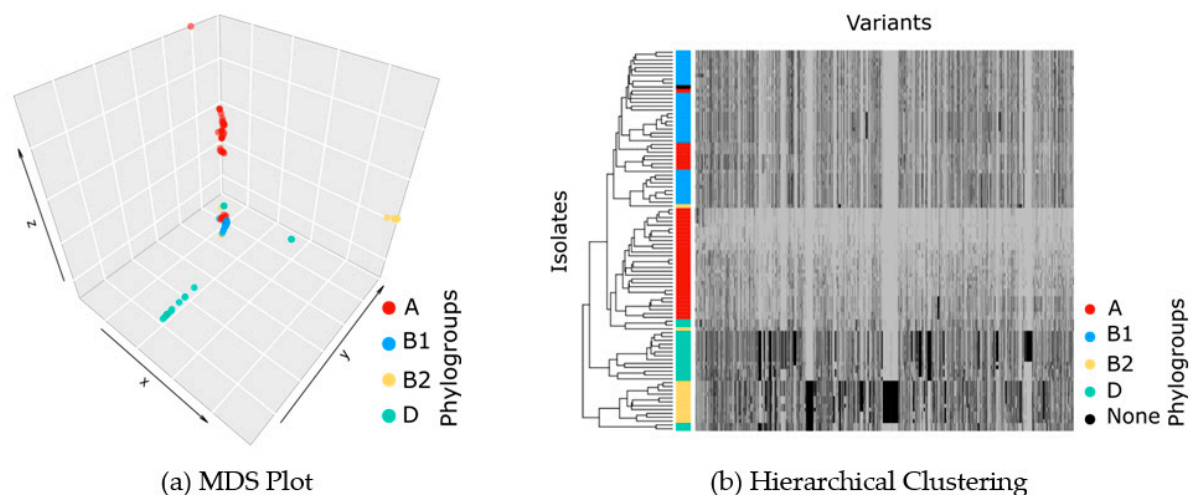 z
x
y
A
B1
B2
D
Phylogroups
(a) MDS Plot
Variants
Isolates
A
B1
B2
D
None
Phylogroups
(b) Hierarchical Clustering